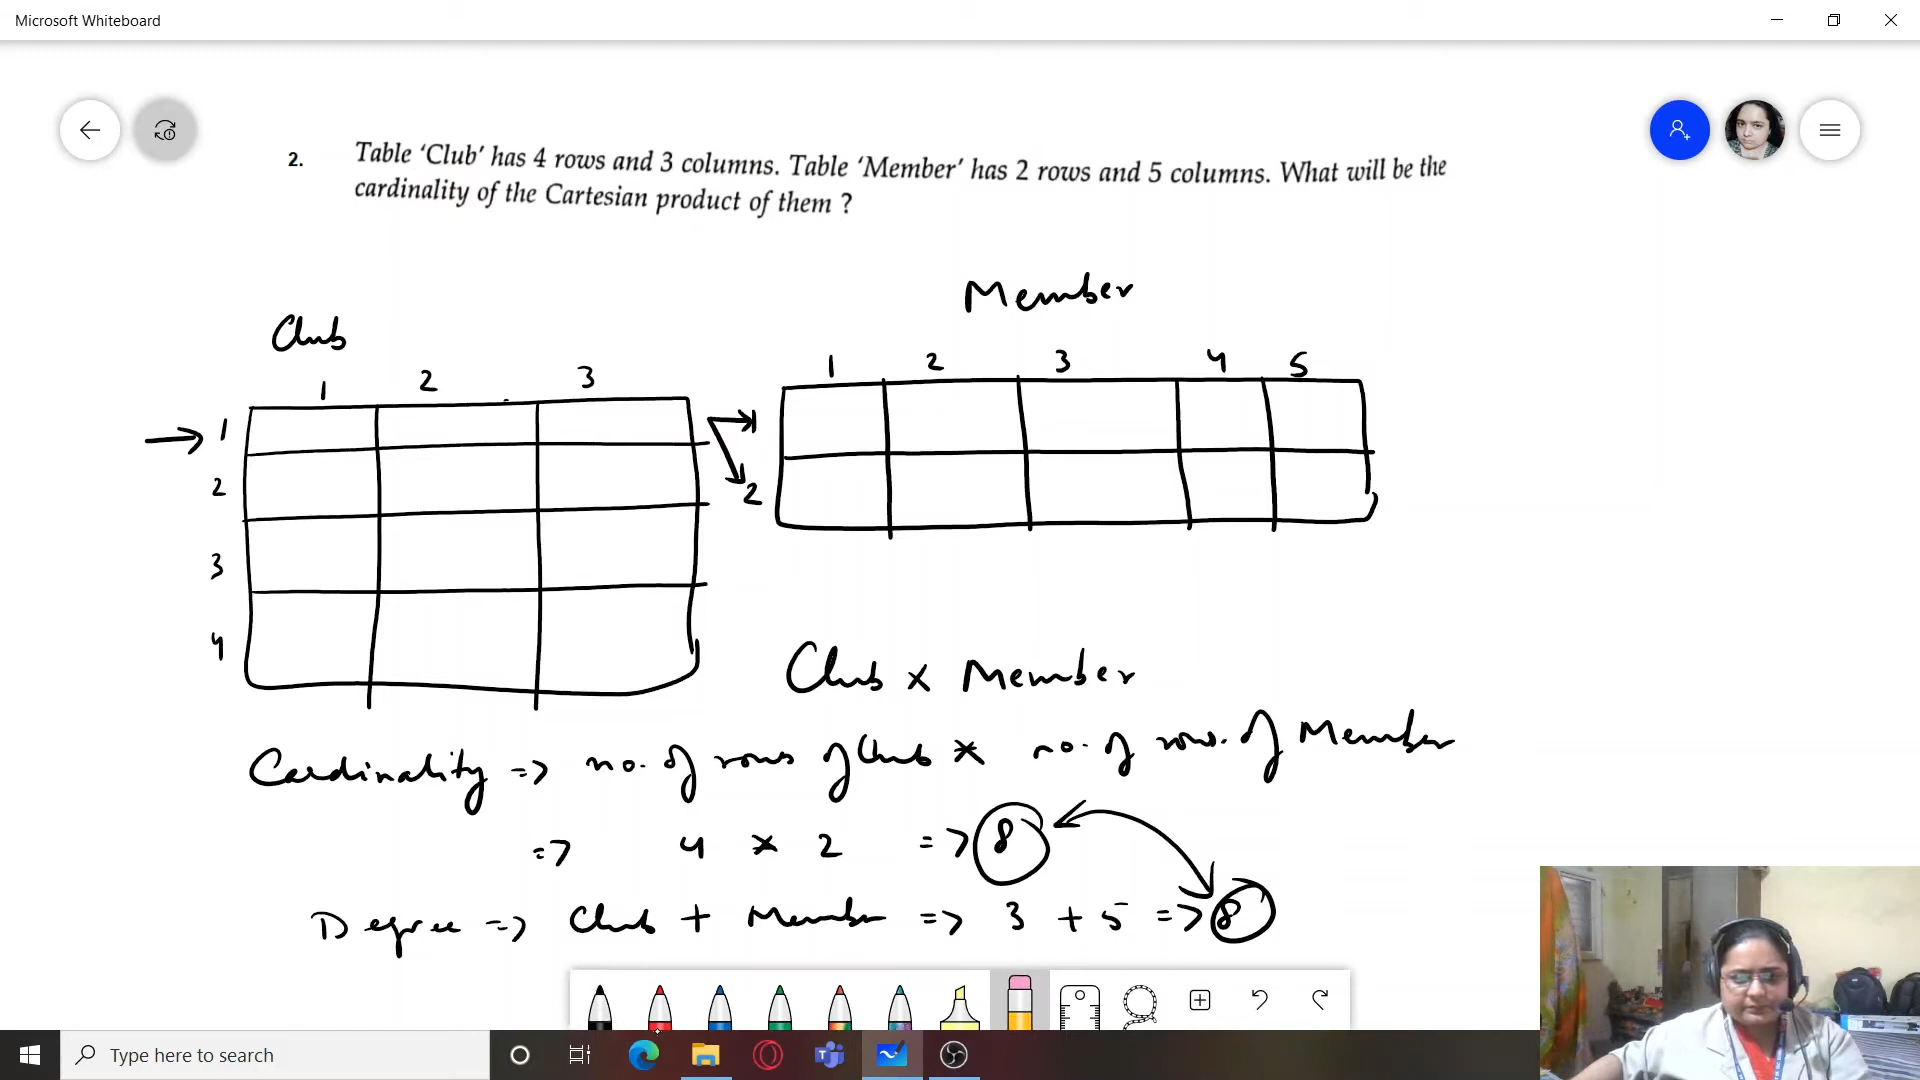 Microsoft Whiteboard
2. Table ‘Club’ has 4 rows and 3 columns. Table ‘Member’ has 2 rows and 5 columns. What will be the
cardinality of the Cartesian product of them ?
Member
Club
1 2 3 4 5
1 2 3
1
1
2
2
3
4
Club × Member
Cardinality => no. of rows of Club * no. of rows of Member
=> 4 * 2 => 8
Degree => Club + Member => 3 + 5 => 8
Type here to search